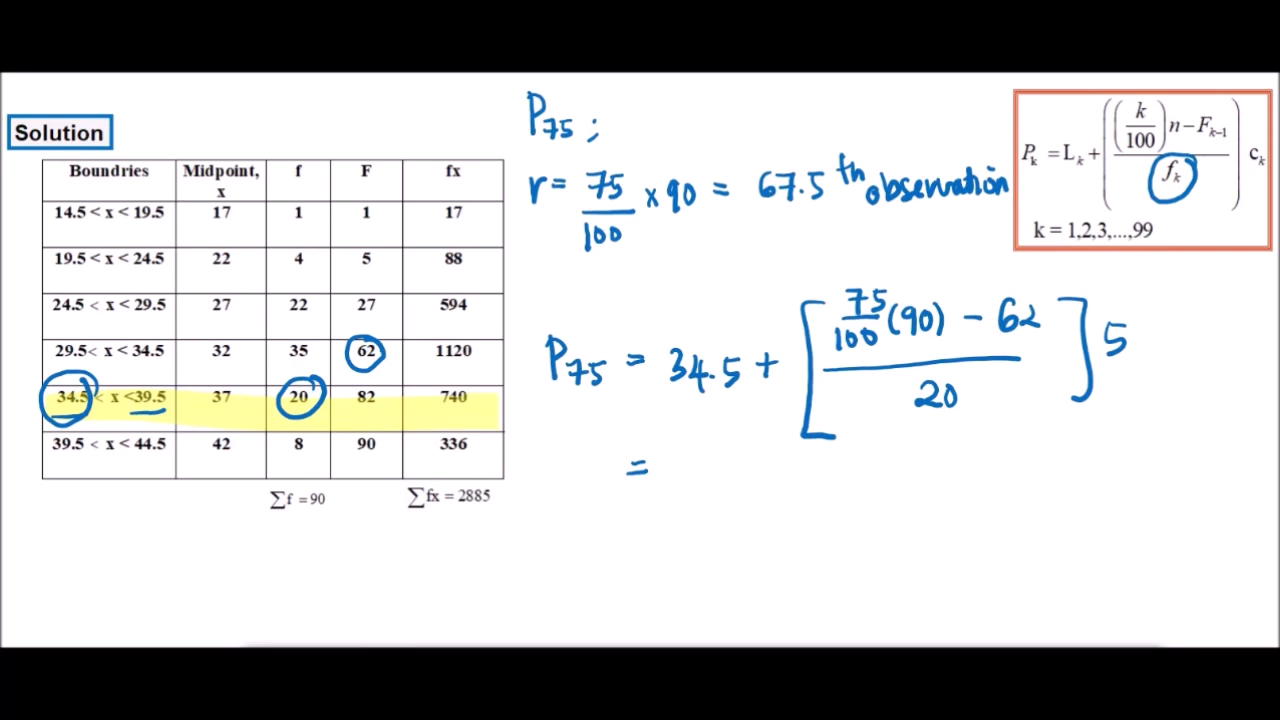 Solution
Boundries Midpoint, x f F fx
14.5 < x < 19.5 17 1 1 17
19.5 < x < 24.5 22 4 5 88
24.5 < x < 29.5 27 22 27 594
29.5< x < 34.5 32 35 62 1120
34.5 < x <39.5 37 20 82 740
39.5 < x < 44.5 42 8 90 336
∑f = 90 ∑fx = 2885
P75 ;
r = 75/100 x 90 = 67.5 th observation
P75 = 34.5 + [ (75/100 (90) - 62) / 20 ] 5
=
Pk = Lk + ( ( (k/100) n - Fk-1 ) / fk ) ck
k = 1,2,3,...,99